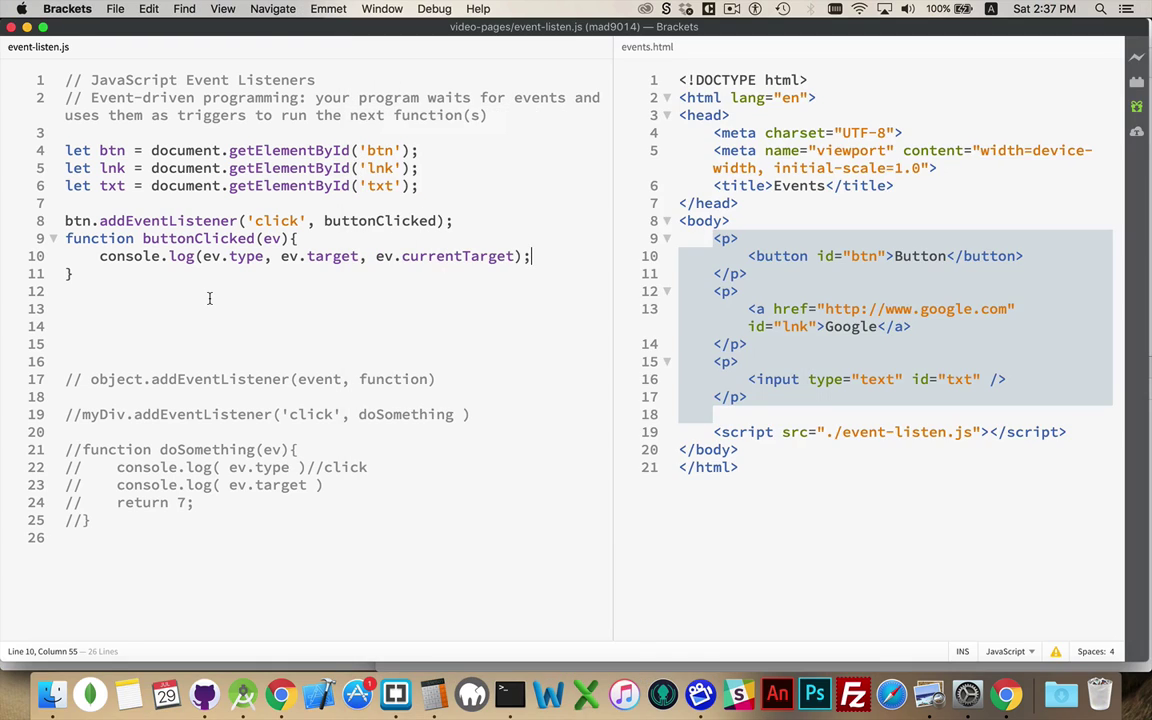 Brackets File Edit Find View Navigate Emmet Window Debug Help 100% A Sat 2:37 PM
video-pages/event-listen.js (mad9014) — Brackets
event-listen.js
1 // JavaScript Event Listeners
2 // Event-driven programming: your program waits for events and
uses them as triggers to run the next function(s)
3
4 let btn = document.getElementById('btn');
5 let lnk = document.getElementById('lnk');
6 let txt = document.getElementById('txt');
7
8 btn.addEventListener('click', buttonClicked);
9 function buttonClicked(ev){
10 console.log(ev.type, ev.target, ev.currentTarget);
11 }
12
13
14
15
16
17 // object.addEventListener(event, function)
18
19 //myDiv.addEventListener('click', doSomething )
20
21 //function doSomething(ev){
22 // console.log( ev.type )//click
23 // console.log( ev.target )
24 // return 7;
25 //}
26
events.html
1 <!DOCTYPE html>
2 <html lang="en">
3 <head>
4 <meta charset="UTF-8">
5 <meta name="viewport" content="width=device-
width, initial-scale=1.0">
6 <title>Events</title>
7 </head>
8 <body>
9 <p>
10 <button id="btn">Button</button>
11 </p>
12 <p>
13 <a href="http://www.google.com"
id="lnk">Google</a>
14 </p>
15 <p>
16 <input type="text" id="txt" />
17 </p>
18
19 <script src="./event-listen.js"></script>
20 </body>
21 </html>
Line 10, Column 55 — 26 Lines
INS JavaScript Spaces: 4
JUL 29 1 An Ps Fz